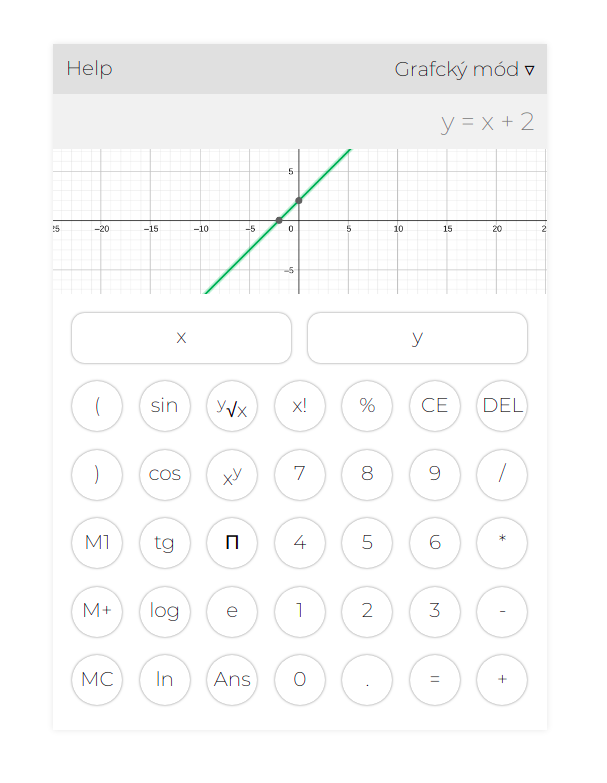 Help Grafcký mód ▿
y = x + 2
5
25 −20 −15 −10 −5 0 5 10 15 20 2
−5
x y
( sin y√x x! % CE DEL
) cos xy 7 8 9 /
M1 tg Π 4 5 6 *
M+ log e 1 2 3 -
MC ln Ans 0 . = +